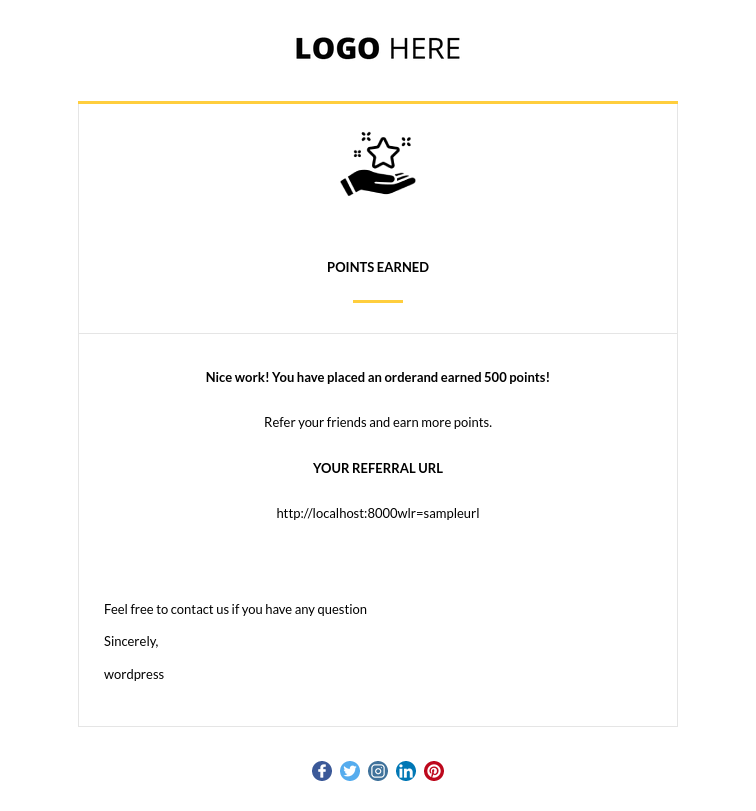 LOGO HERE
POINTS EARNED
Nice work! You have placed an orderand earned 500 points!
Refer your friends and earn more points.
YOUR REFERRAL URL
http://localhost:8000wlr=sampleurl
Feel free to contact us if you have any question
Sincerely,
wordpress